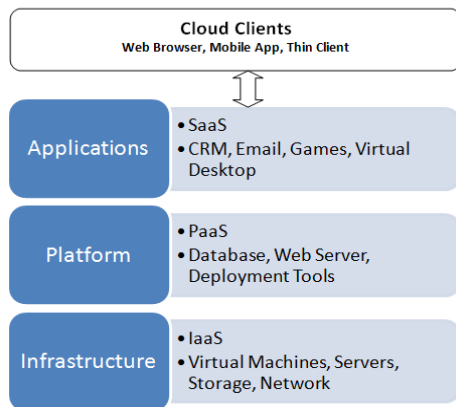 Cloud Clients
Web Browser, Mobile App, Thin Client
Applications
• SaaS
• CRM, Email, Games, Virtual
Desktop
Platform
• PaaS
• Database, Web Server,
Deployment Tools
Infrastructure
• IaaS
• Virtual Machines, Servers,
Storage, Network